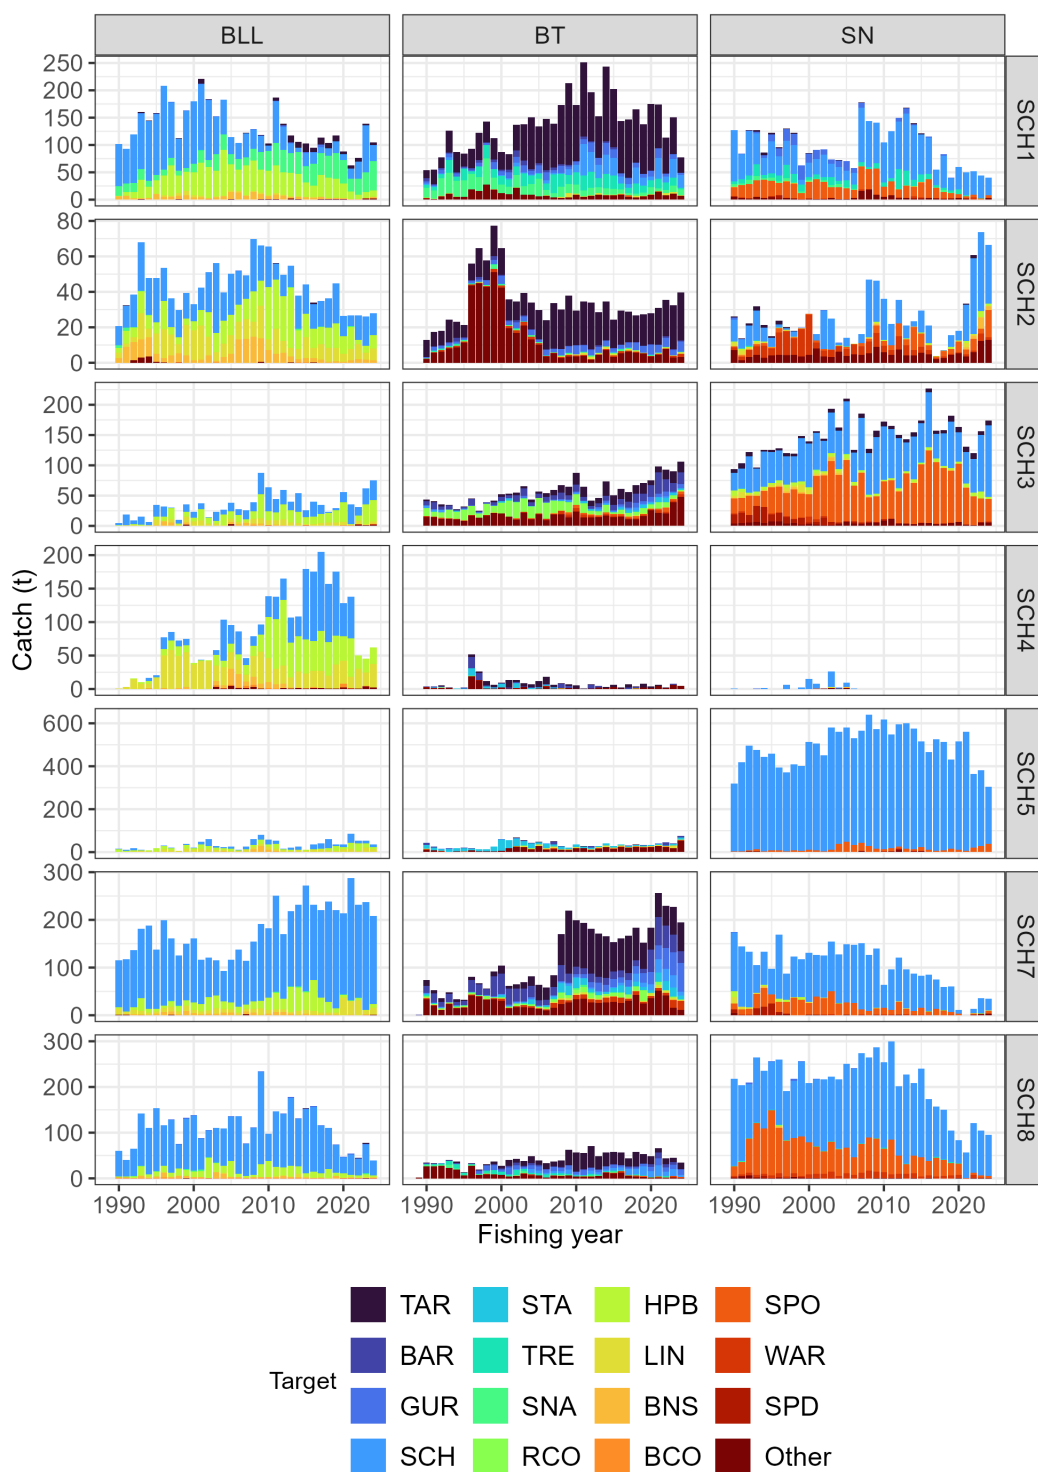 BLL BT SN
250
200
150
100
50
0
SCH1
80
60
40
20
0
SCH2
200
150
100
50
0
SCH3
200
150
100
50
0
SCH4
600
400
200
0
SCH5
300
200
100
0
SCH7
300
200
100
0
SCH8
Catch (t)
1990 2000 2010 2020 1990 2000 2010 2020 1990 2000 2010 2020
Fishing year
Target
TAR STA HPB SPO
BAR TRE LIN WAR
GUR SNA BNS SPD
SCH RCO BCO Other